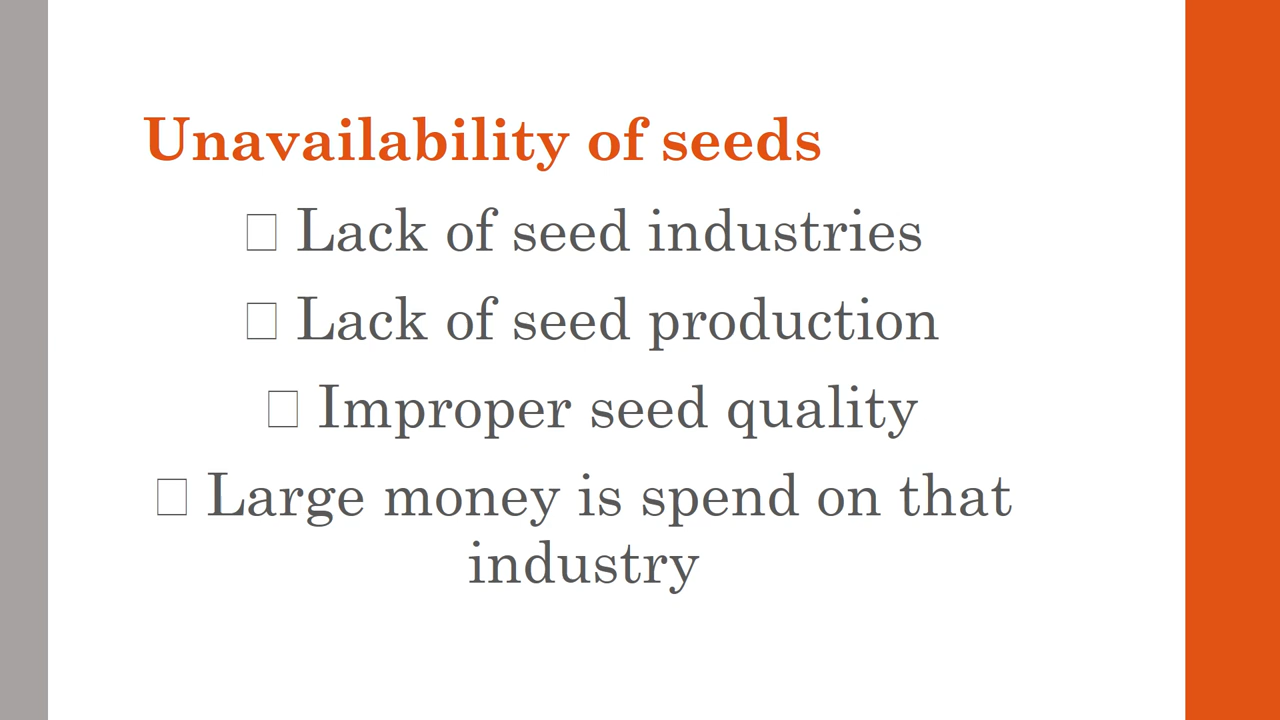 Unavailability of seeds
□ Lack of seed industries
□ Lack of seed production
□ Improper seed quality
□ Large money is spend on that
industry